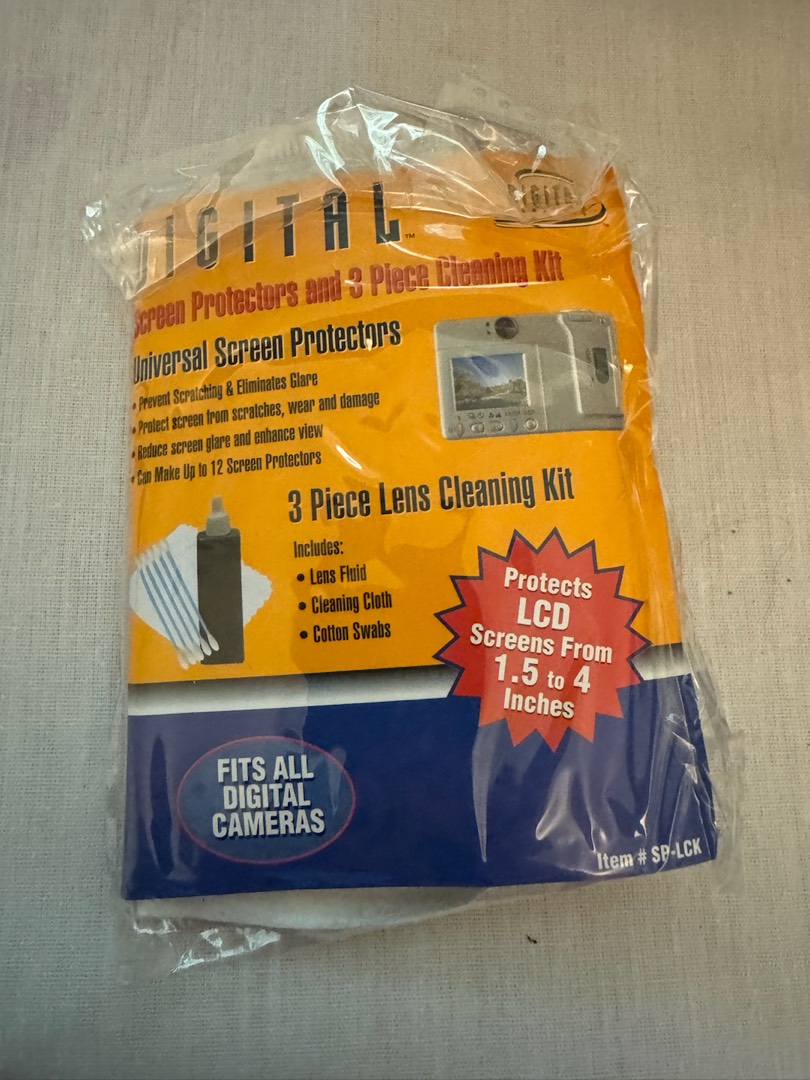 DIGITAL™
DIGITAL
Screen Protectors and 3 Piece Cleaning Kit
Universal Screen Protectors
• Prevent Scratching & Eliminates Glare
• Protect screen from scratches, wear and damage
• Reduce screen glare and enhance view
• Can Make Up to 12 Screen Protectors
3 Piece Lens Cleaning Kit
Includes:
• Lens Fluid
• Cleaning Cloth
• Cotton Swabs
Protects
LCD
Screens From
1.5 to 4
Inches
FITS ALL
DIGITAL
CAMERAS
Item # SP-LCK